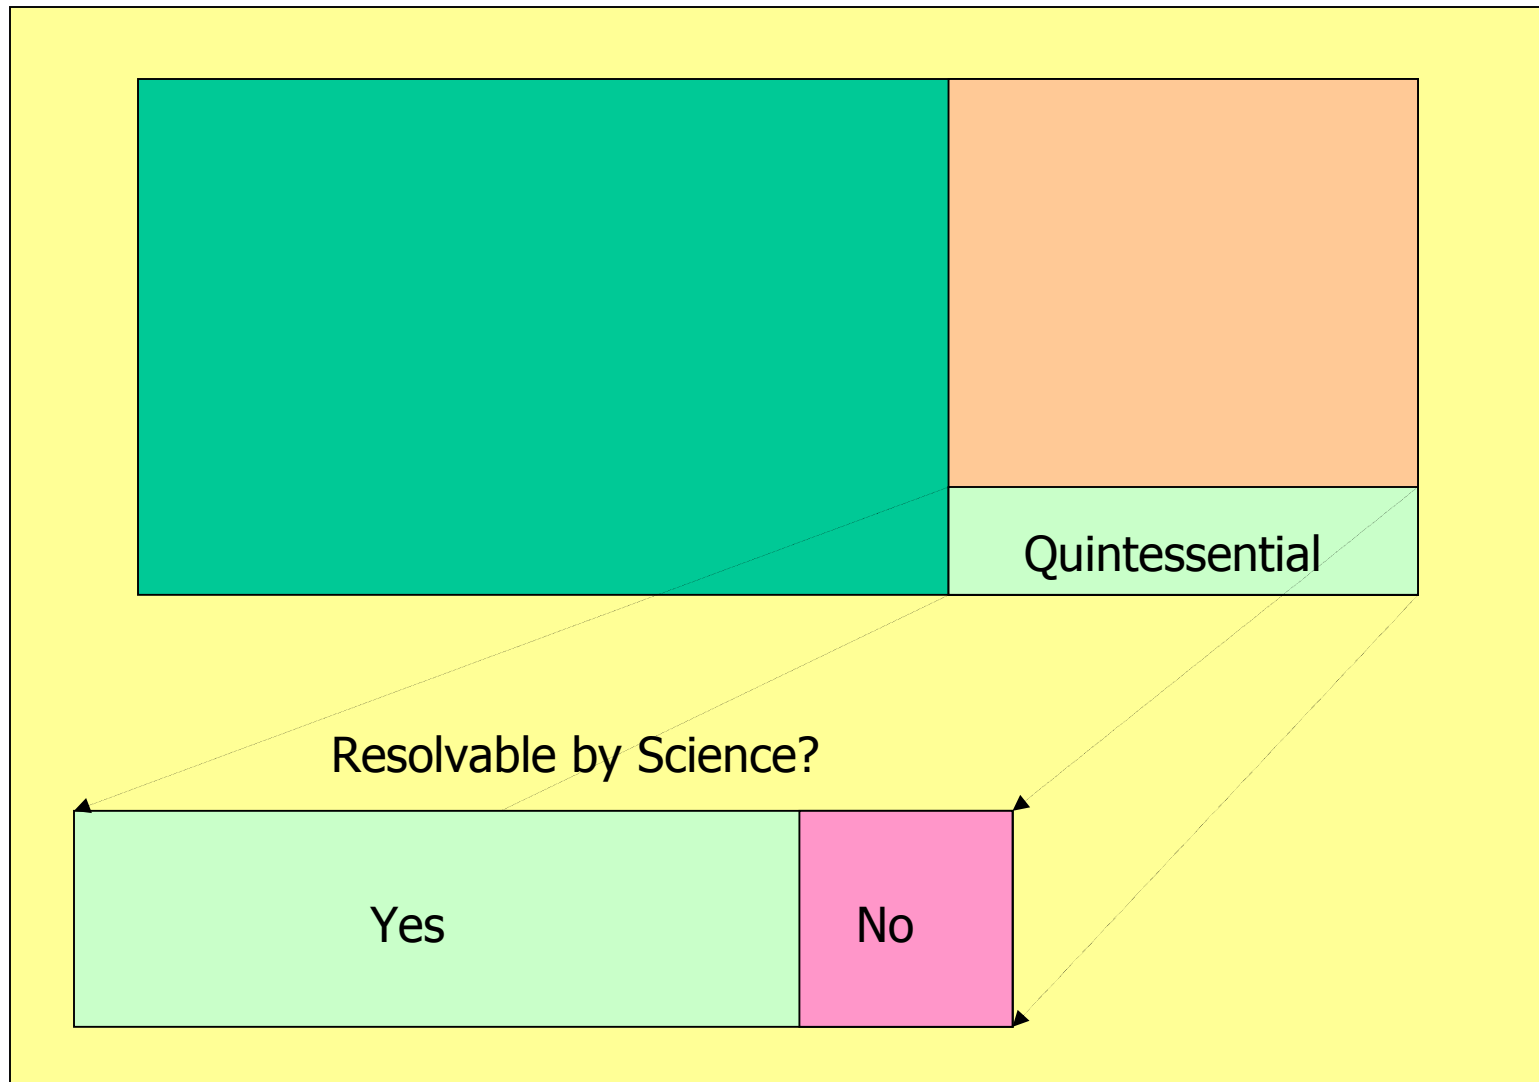 Quintessential
Resolvable by Science?
Yes
No